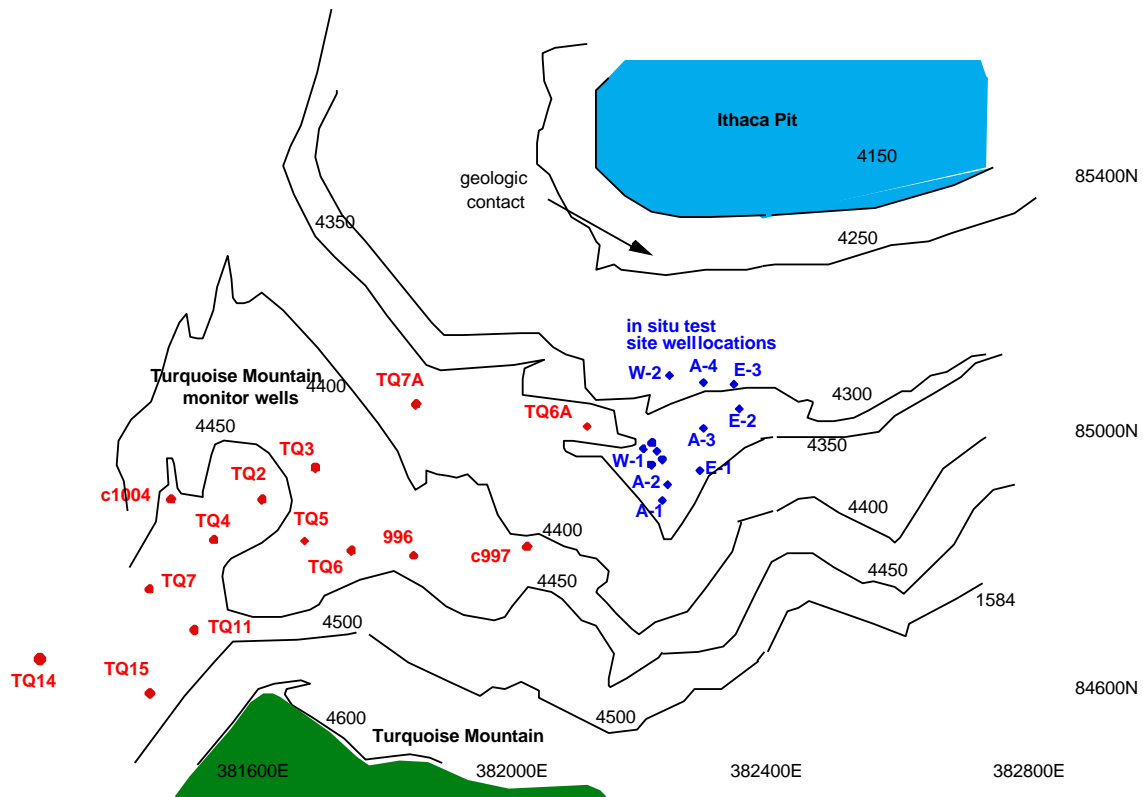 Ithaca Pit
4150
85400N
geologic
contact
4350
4250
in situ test
site well locations
W-2
A-4
E-3
Turquoise Mountain
monitor wells
4400
TQ7A
TQ6A
4300
E-2
4450
A-3
85000N
4350
TQ3
W-1
E-1
TQ2
A-2
c1004
A-1
4400
TQ4
TQ5
996
4400
TQ6
c997
TQ7
4450
4450
1584
TQ11
4500
TQ14
TQ15
84600N
4500
4600
Turquoise Mountain
381600E
382000E
382400E
382800E